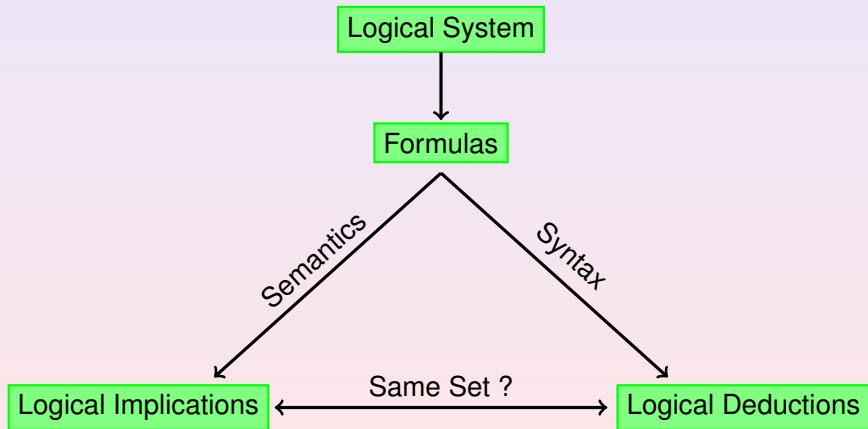 Logical System
Formulas
Semantics
Syntax
Same Set ?
Logical Implications
Logical Deductions